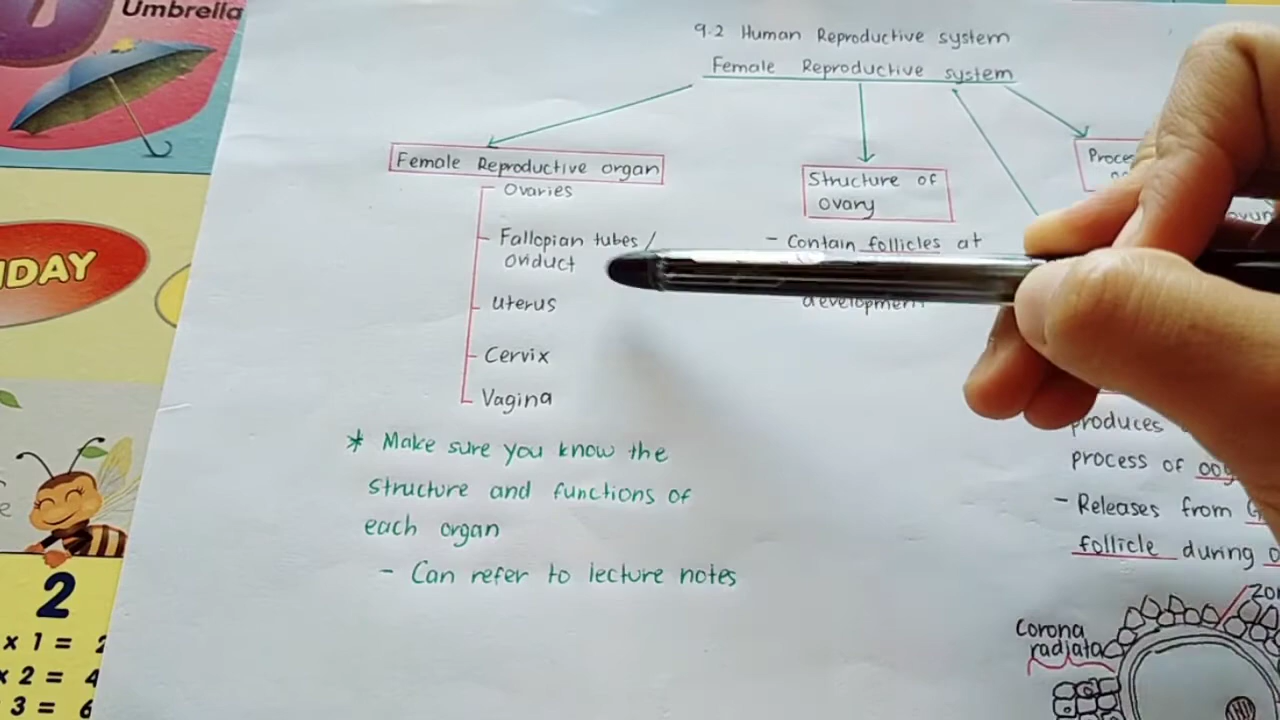 Umbrella
9.2 Human Reproductive system
Female Reproductive system
Female Reproductive organ
Ovaries
Fallopian tubes /
oviduct
Uterus
Cervix
Vagina
* Make sure you know the
structure and functions of
each organ
- Can refer to lecture notes
Structure of
ovary
- Contain follicles at
development
produces
process of
- Releases from
follicle during
Corona
radiata
2
x 1 =
x 2 = 4
3 = 6